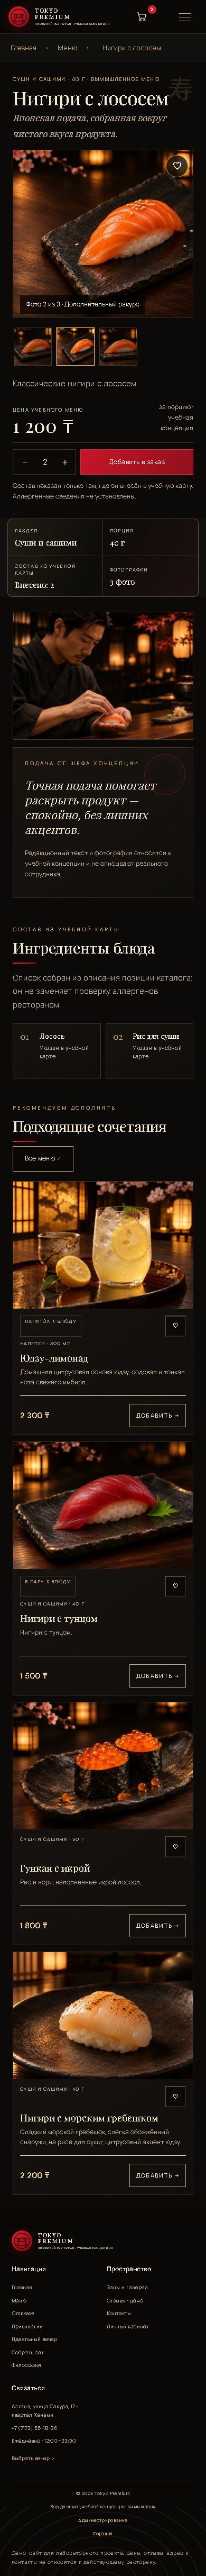 TOKYO
PREMIUM
2
Главная • Меню • Нигири с лососем
СУШИ И САШИМИ · 40 Г · ВЫМЫШЛЕННОЕ МЕНЮ
寿
Нигири с лососем
Японская подача, собранная вокруг
чистого вкуса продукта.
Фото 2 из 3 · Дополнительный ракурс
Классические нигири с лососем.
ЦЕНА УЧЕБНОГО МЕНЮ
1 200 ₸
за порцию ·
учебная
концепция
− 2 +
Добавить в заказ
Состав показан только там, где он внесён в учебную карту.
Аллергенные сведения не установлены.
РАЗДЕЛ
Суши и сашими
ПОРЦИЯ
40 г
СОСТАВ ИЗ УЧЕБНОЙ
КАРТЫ
Внесено: 2
ФОТОГРАФИИ
3 фото
ПОДАЧА ОТ ШЕФА КОНЦЕПЦИИ
Точная подача помогает
раскрыть продукт —
спокойно, без лишних
акцентов.
Редакционный текст и фотография относятся к
учебной концепции и не описывают реального
сотрудника.
СОСТАВ ИЗ УЧЕБНОЙ КАРТЫ
Ингредиенты блюда
Список собран из описания позиции каталога;
он не заменяет проверку аллергенов
рестораном.
01 Лосось
Указан в учебной
карте
02 Рис для суши
Указан в учебной
карте
РЕКОМЕНДУЕМ ДОПОЛНИТЬ
Подходящие сочетания
Все меню ↗
НАПИТОК К БЛЮДУ
НАПИТКИ · 300 МЛ
Юдзу-лимонад
Домашняя цитрусовая основа юдзу, содовая и тонкая
нота свежего имбиря.
2 300 ₸
ДОБАВИТЬ +
В ПАРУ К БЛЮДУ
СУШИ И САШИМИ · 40 Г
Нигири с тунцом
Нигири с тунцом.
1 500 ₸
ДОБАВИТЬ +
СУШИ И САШИМИ · 50 Г
Гункан с икрой
Рис и нори, наполненные икрой лосося.
1 800 ₸
ДОБАВИТЬ +
СУШИ И САШИМИ · 40 Г
Нигири с морским гребешком
Сладкий морской гребешок, слегка обожжённый
снаружи, на рисе для суши; цитрусовый акцент юдзу.
2 200 ₸
ДОБАВИТЬ +
TOKYO
PREMIUM
Навигация
Главная
Меню
Omakase
Привилегии
Идеальный вечер
Собрать сет
Философия
Пространство
Залы и галерея
Отзывы · демо
Контакты
Личный кабинет
Связаться
Астана, улица Сакура, 17 ·
квартал Ханами
+7 (7172) 55-18-26
Ежедневно · 12:00–23:00
Выбрать вечер ↗
© 2026 Tokyo Premium
Все данные учебной концепции вымышлены
Администрирование
Корзина
Демо-сайт для лабораторного проекта. Цены, отзывы, адрес и
контакты не относятся к действующему ресторану.